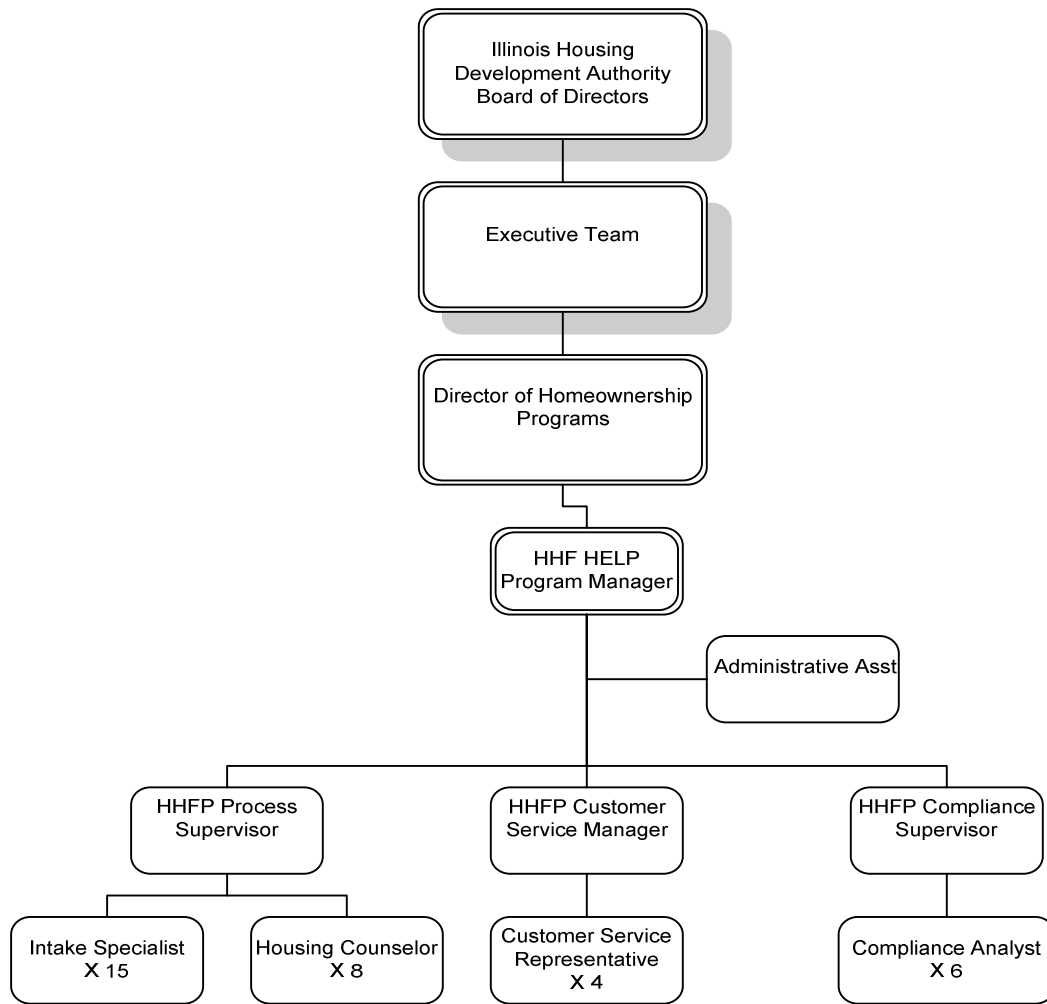 Illinois Housing
Development Authority
Board of Directors
Executive Team
Director of Homeownership
Programs
HHF HELP
Program Manager
Administrative Asst
HHFP Process
Supervisor
HHFP Customer
Service Manager
HHFP Compliance
Supervisor
Intake Specialist
X 15
Housing Counselor
X 8
Customer Service
Representative
X 4
Compliance Analyst
X 6